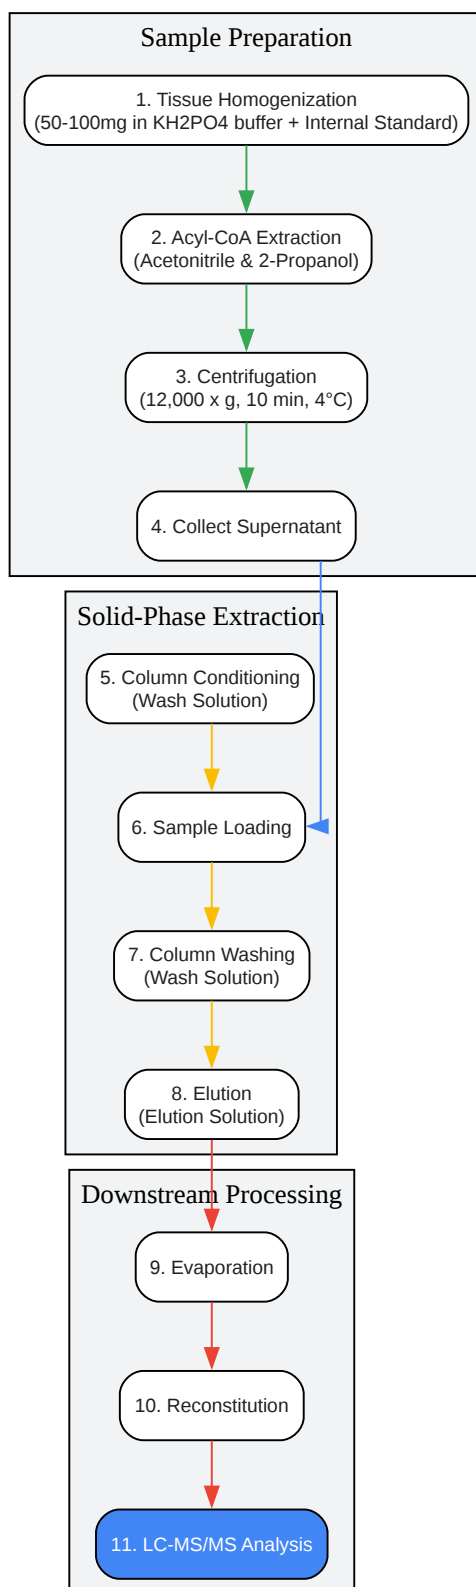 Sample Preparation
1. Tissue Homogenization
(50-100mg in KH2PO4 buffer + Internal Standard)
2. Acyl-CoA Extraction
(Acetonitrile & 2-Propanol)
3. Centrifugation
(12,000 x g, 10 min, 4°C)
4. Collect Supernatant
Solid-Phase Extraction
5. Column Conditioning
(Wash Solution)
6. Sample Loading
7. Column Washing
(Wash Solution)
8. Elution
(Elution Solution)
Downstream Processing
9. Evaporation
10. Reconstitution
11. LC-MS/MS Analysis